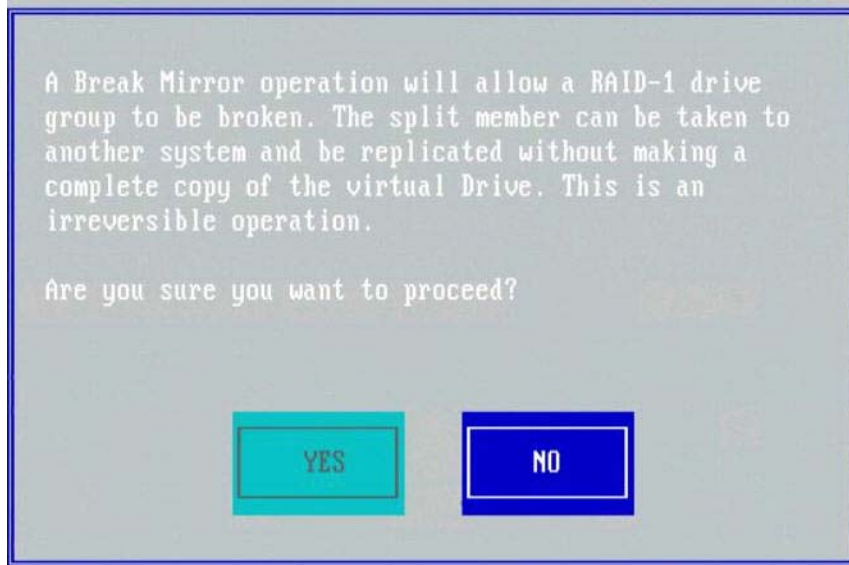 A Break Mirror operation will allow a RAID-1 drive
group to be broken. The split member can be taken to
another system and be replicated without making a
complete copy of the virtual Drive. This is an
irreversible operation.
Are you sure you want to proceed?
YES
NO